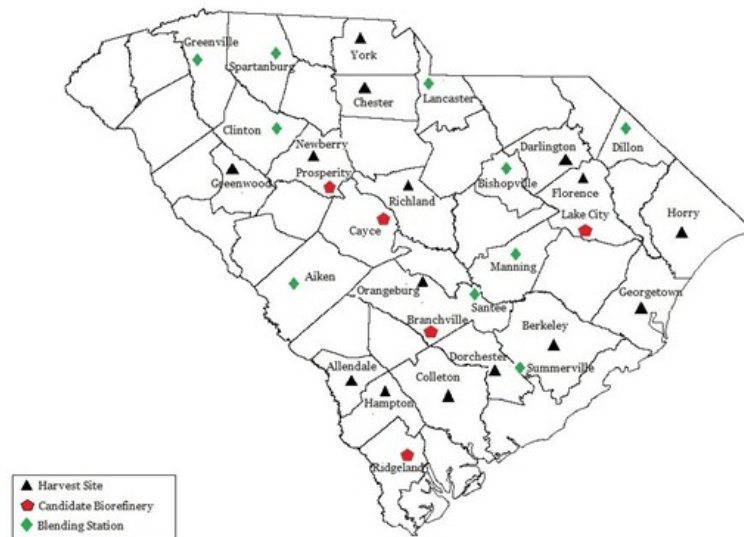 Greenville
Spartanburg
York
Chester
Lancaster
Clinton
Newberry
Prosperity
Greenwood
Richland
Cayce
Darlington
Dillon
Bishopville
Florence
Lake City
Horry
Manning
Aiken
Orangeburg
Santee
Georgetown
Branchville
Berkeley
Dorchester
Summerville
Allendale
Colleton
Hampton
Ridgeland
Harvest Site
Candidate Biorefinery
Blending Station